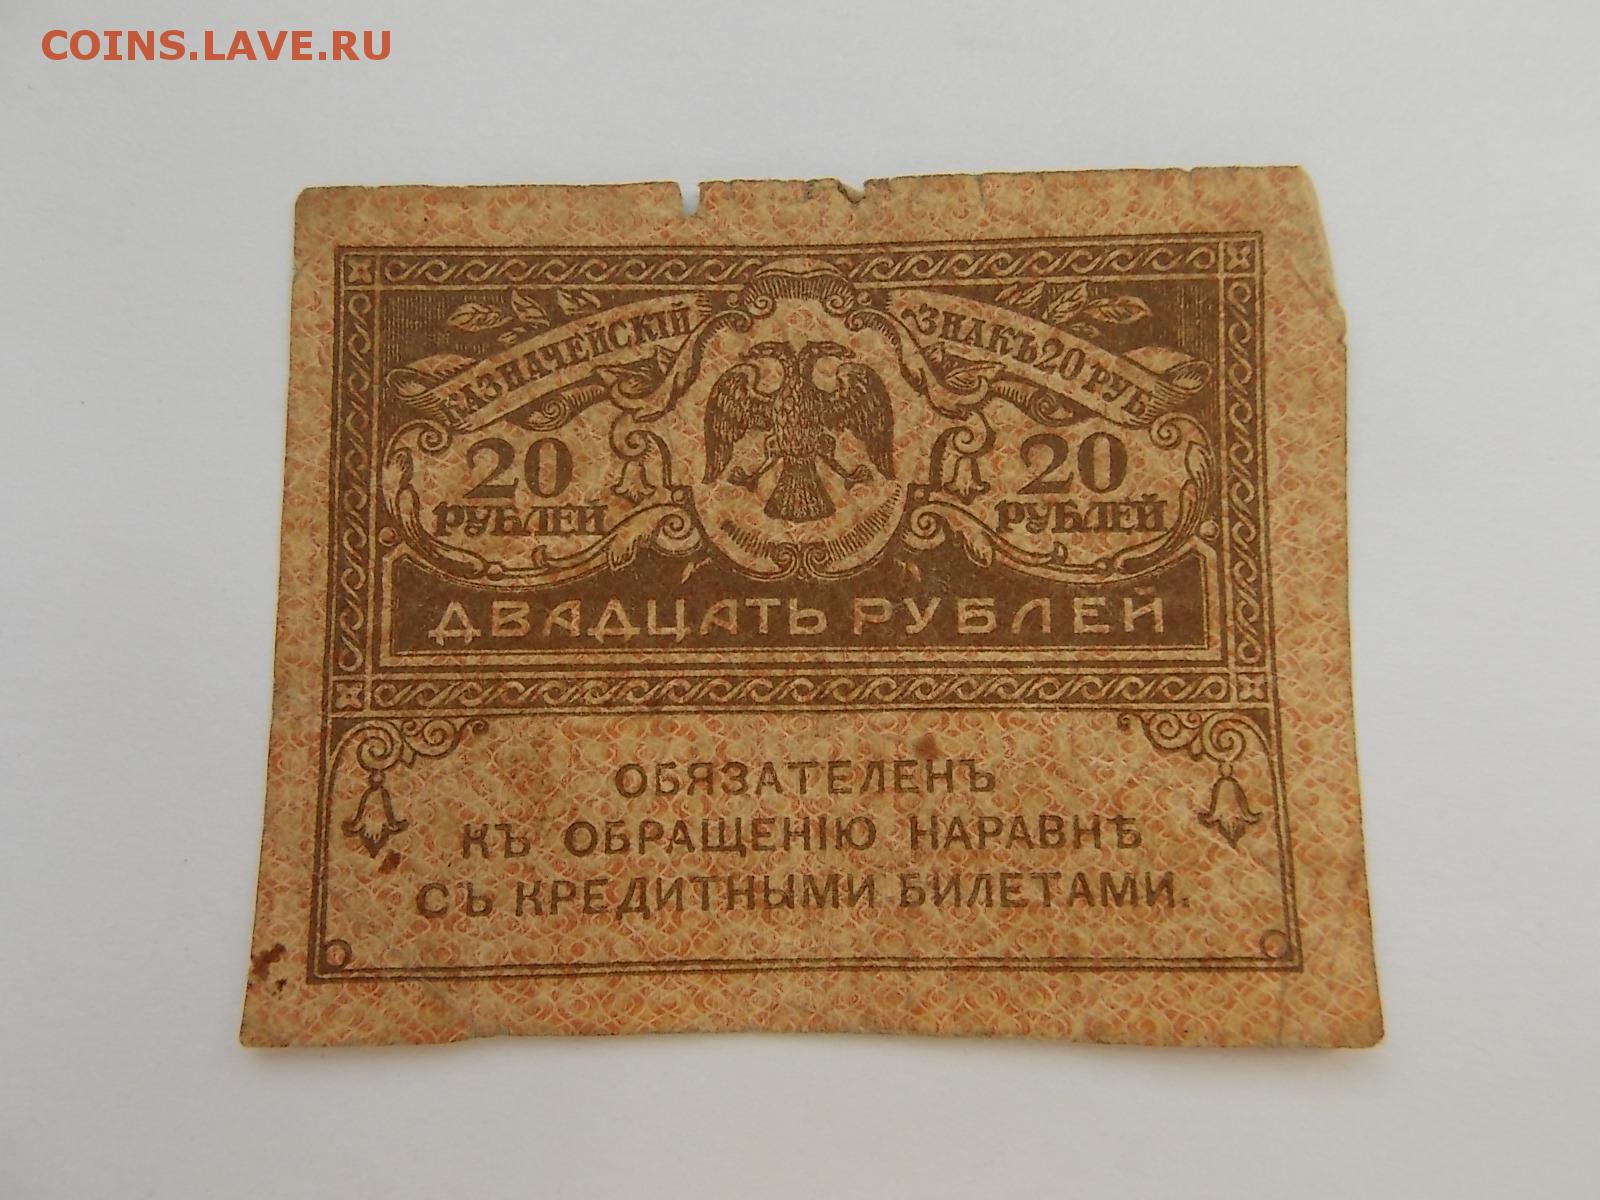 COINS.LAVE.RU
КАЗНАЧЕЙСКІЙ
ЗНАКЪ 20 РУБ
20
РУБЛЕЙ
20
РУБЛЕЙ
ДВАДЦАТЬ РУБЛЕЙ
ОБЯЗАТЕЛЕНЪ
КЪ ОБРАЩЕНІЮ НАРАВНѢ
СЪ КРЕДИТНЫМИ БИЛЕТАМИ.